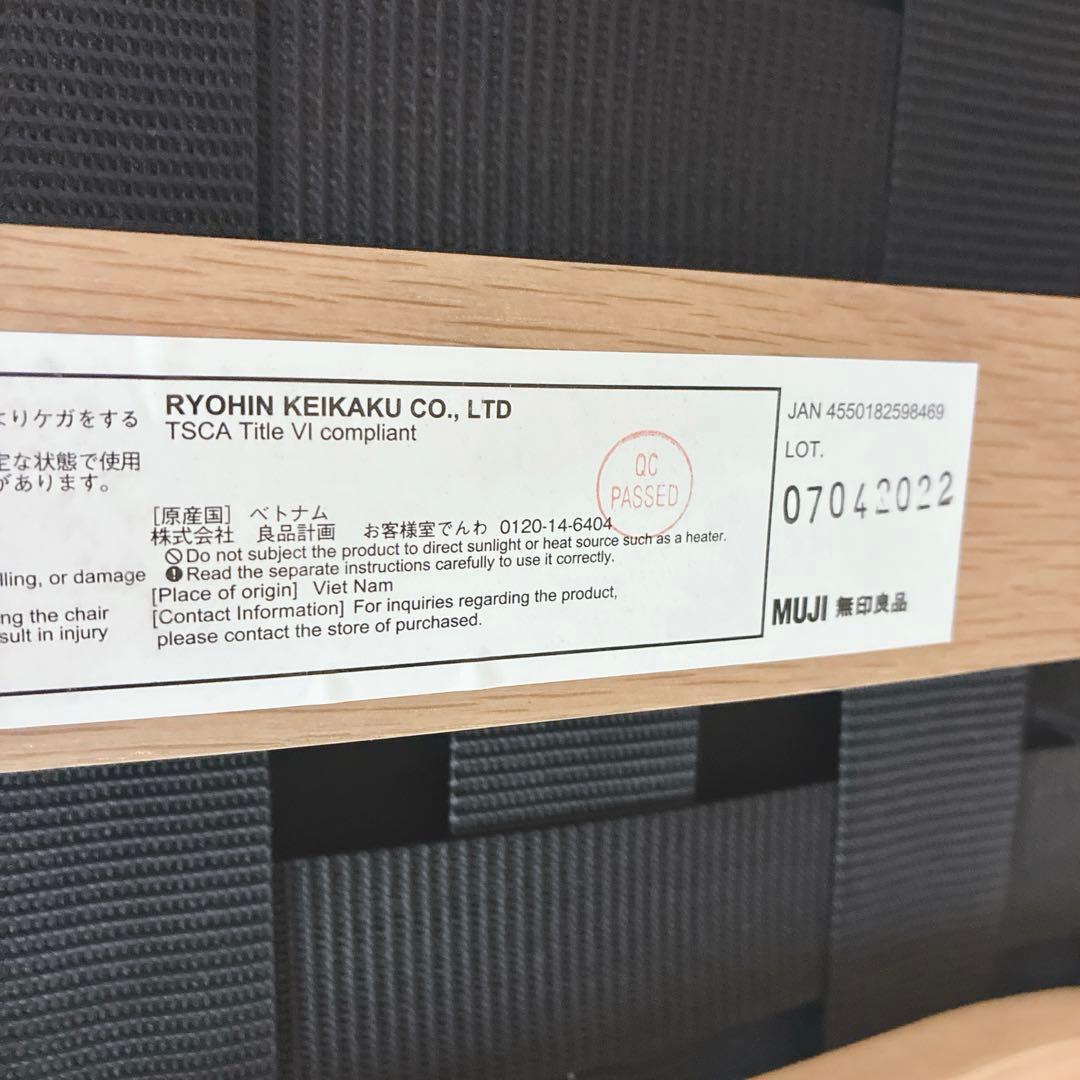 よりケガをする
定な状態で使用
があります。
lling, or damage
ng the chair
sult in injury
RYOHIN KEIKAKU CO., LTD
TSCA Title VI compliant
QC
PASSED
[原産国] ベトナム
株式会社 良品計画 お客様室でんわ 0120-14-6404
Do not subject the product to direct sunlight or heat source such as a heater.
Read the separate instructions carefully to use it correctly.
[Place of origin] Viet Nam
[Contact Information] For inquiries regarding the product,
please contact the store of purchased.
JAN 4550182598469
LOT.
07042022
MUJI 無印良品